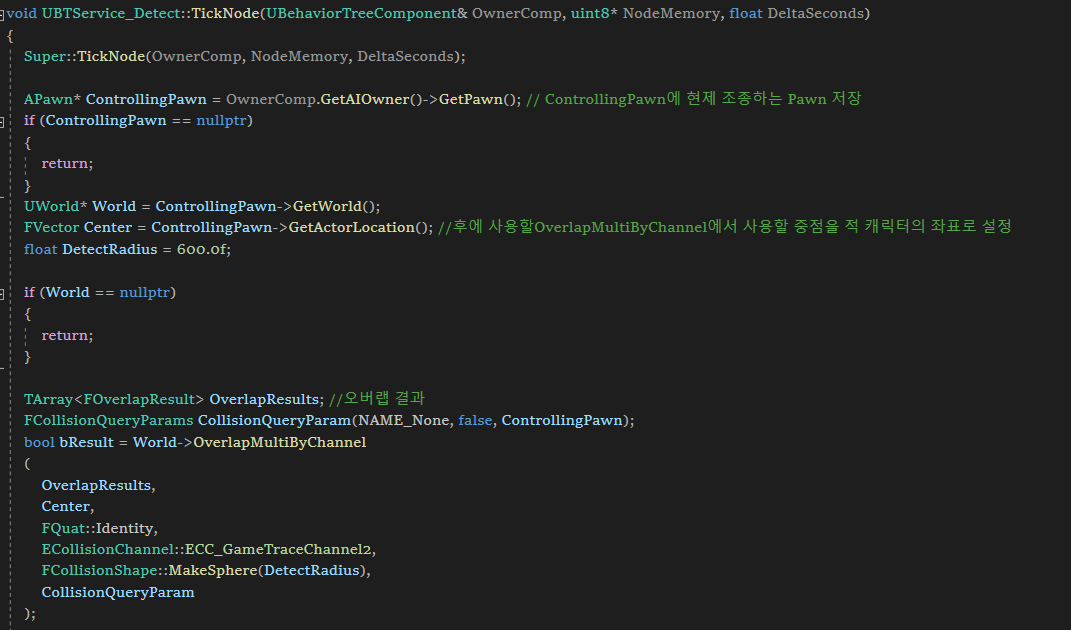 void UBTService_Detect::TickNode(UBehaviorTreeComponent& OwnerComp, uint8* NodeMemory, float DeltaSeconds)
{
Super::TickNode(OwnerComp, NodeMemory, DeltaSeconds);
APawn* ControllingPawn = OwnerComp.GetAIOwner()->GetPawn(); // ControllingPawn에 현제 조종하는 Pawn 저장
if (ControllingPawn == nullptr)
{
return;
}
UWorld* World = ControllingPawn->GetWorld();
FVector Center = ControllingPawn->GetActorLocation(); //후에 사용할OverlapMultiByChannel에서 사용할 중점을 적 캐릭터의 좌표로 설정
float DetectRadius = 600.0f;
if (World == nullptr)
{
return;
}
TArray<FOverlapResult> OverlapResults; //오버랩 결과
FCollisionQueryParams CollisionQueryParam(NAME_None, false, ControllingPawn);
bool bResult = World->OverlapMultiByChannel
(
OverlapResults,
Center,
FQuat::Identity,
ECollisionChannel::ECC_GameTraceChannel2,
FCollisionShape::MakeSphere(DetectRadius),
CollisionQueryParam
);